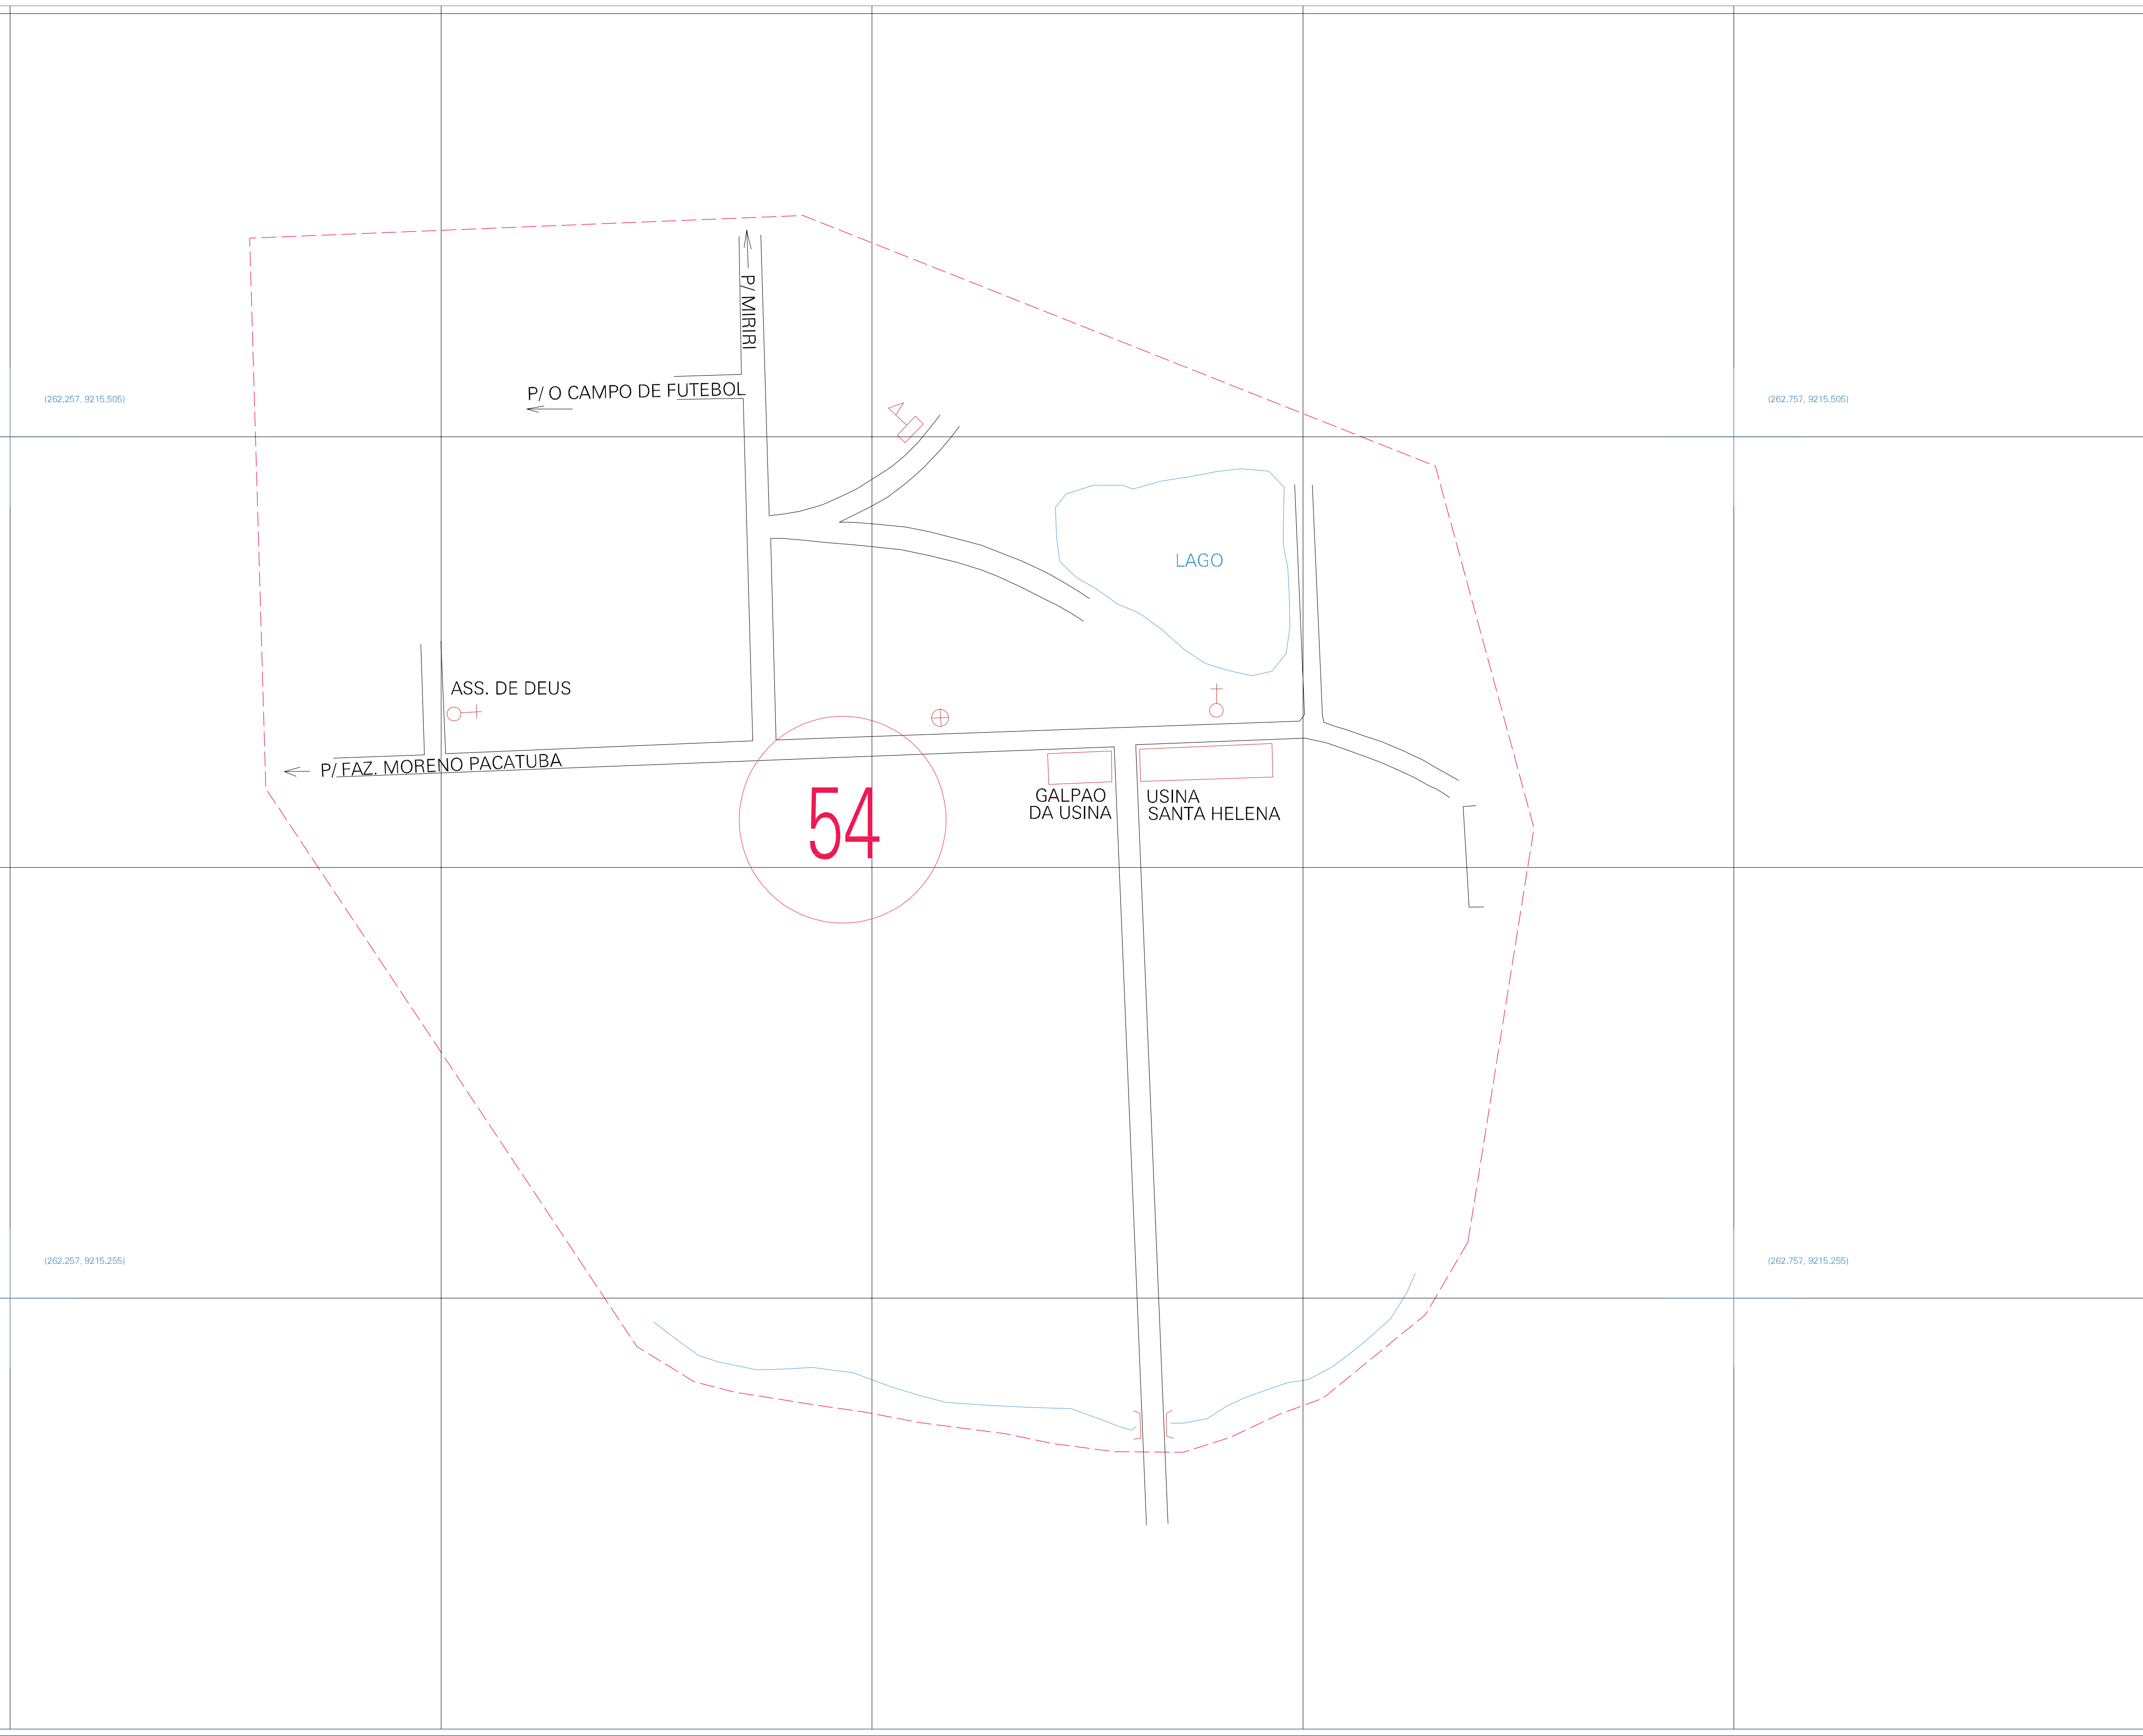 P/ MIRIRI
P/ O CAMPO DE FUTEBOL
(262.257, 9215.505)
(262.757, 9215.505)
LAGO
ASS. DE DEUS
P/ FAZ. MORENO PACATUBA
GALPAO
DA USINA
USINA
SANTA HELENA
54
(262.257, 9215.255)
(262.757, 9215.255)